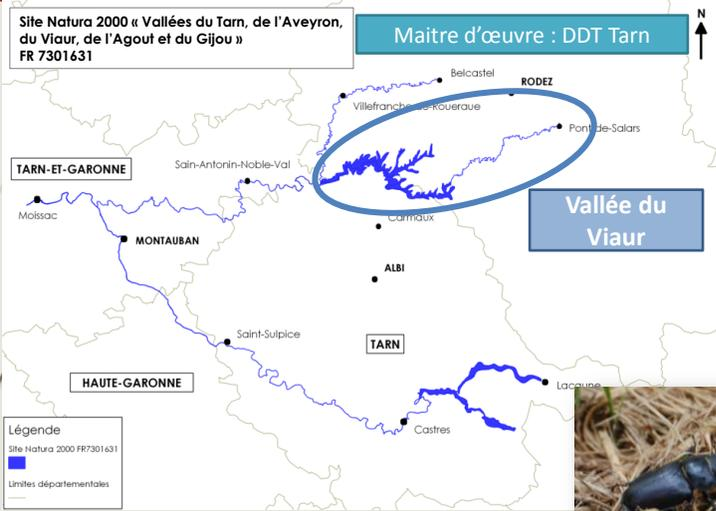 Site Natura 2000 « Vallées du Tarn, de l'Aveyron,
du Viaur, de l'Agout et du Gijou »
FR 7301631
Maitre d'œuvre : DDT Tarn
N
Belcastel
RODEZ
Villefranche-de-Roueraue
Pont-de-Salars
Sain-Antonin-Noble-Val
TARN-ET-GARONNE
Moissac
Vallée du
Viaur
Carmaux
MONTAUBAN
ALBI
Saint-Sulpice
TARN
HAUTE-GARONNE
Lacaune
Castres
Légende
Site Natura 2000 FR7301631
Limites départementales